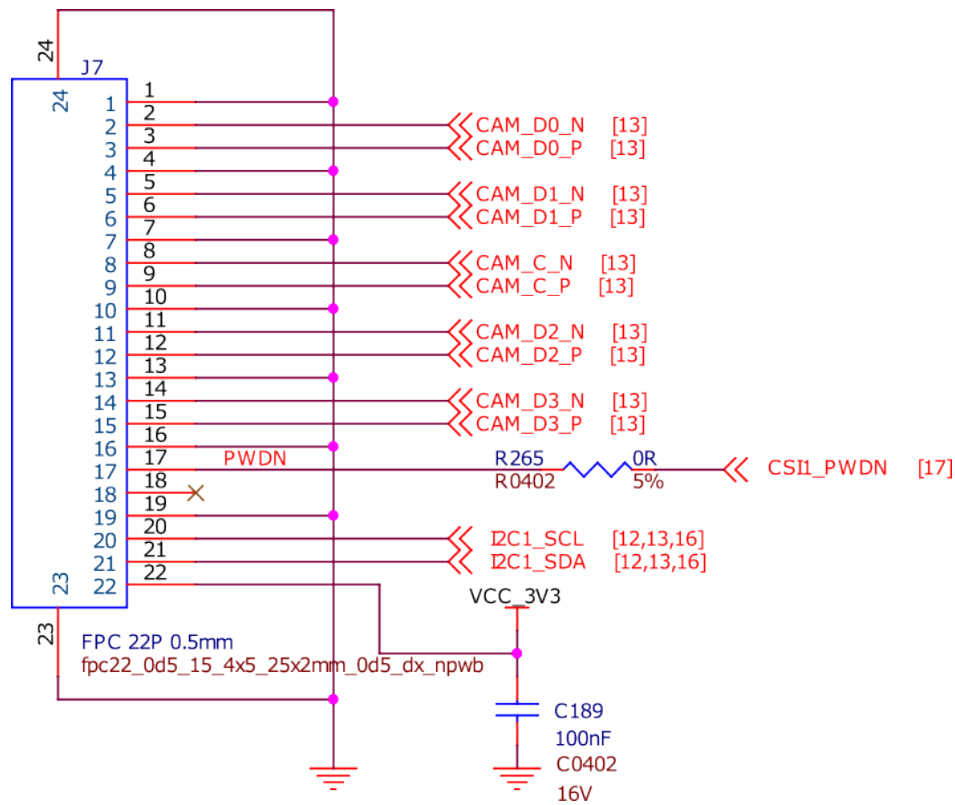 24
J7
24
1 1
2 2 CAM_D0_N [13]
3 3 CAM_D0_P [13]
4 4
5 5 CAM_D1_N [13]
6 6 CAM_D1_P [13]
7 7
8 8 CAM_C_N [13]
9 9 CAM_C_P [13]
10 10
11 11 CAM_D2_N [13]
12 12 CAM_D2_P [13]
13 13
14 14 CAM_D3_N [13]
15 15 CAM_D3_P [13]
16 16
17 17 PWDN R265 0R CSI1_PWDN [17]
R0402 5%
18 18
19 19
20 20 I2C1_SCL [12,13,16]
21 21 I2C1_SDA [12,13,16]
22 22
23
VCC_3V3
23
FPC 22P 0.5mm
fpc22_0d5_15_4x5_25x2mm_0d5_dx_npwb
C189
100nF
C0402
16V